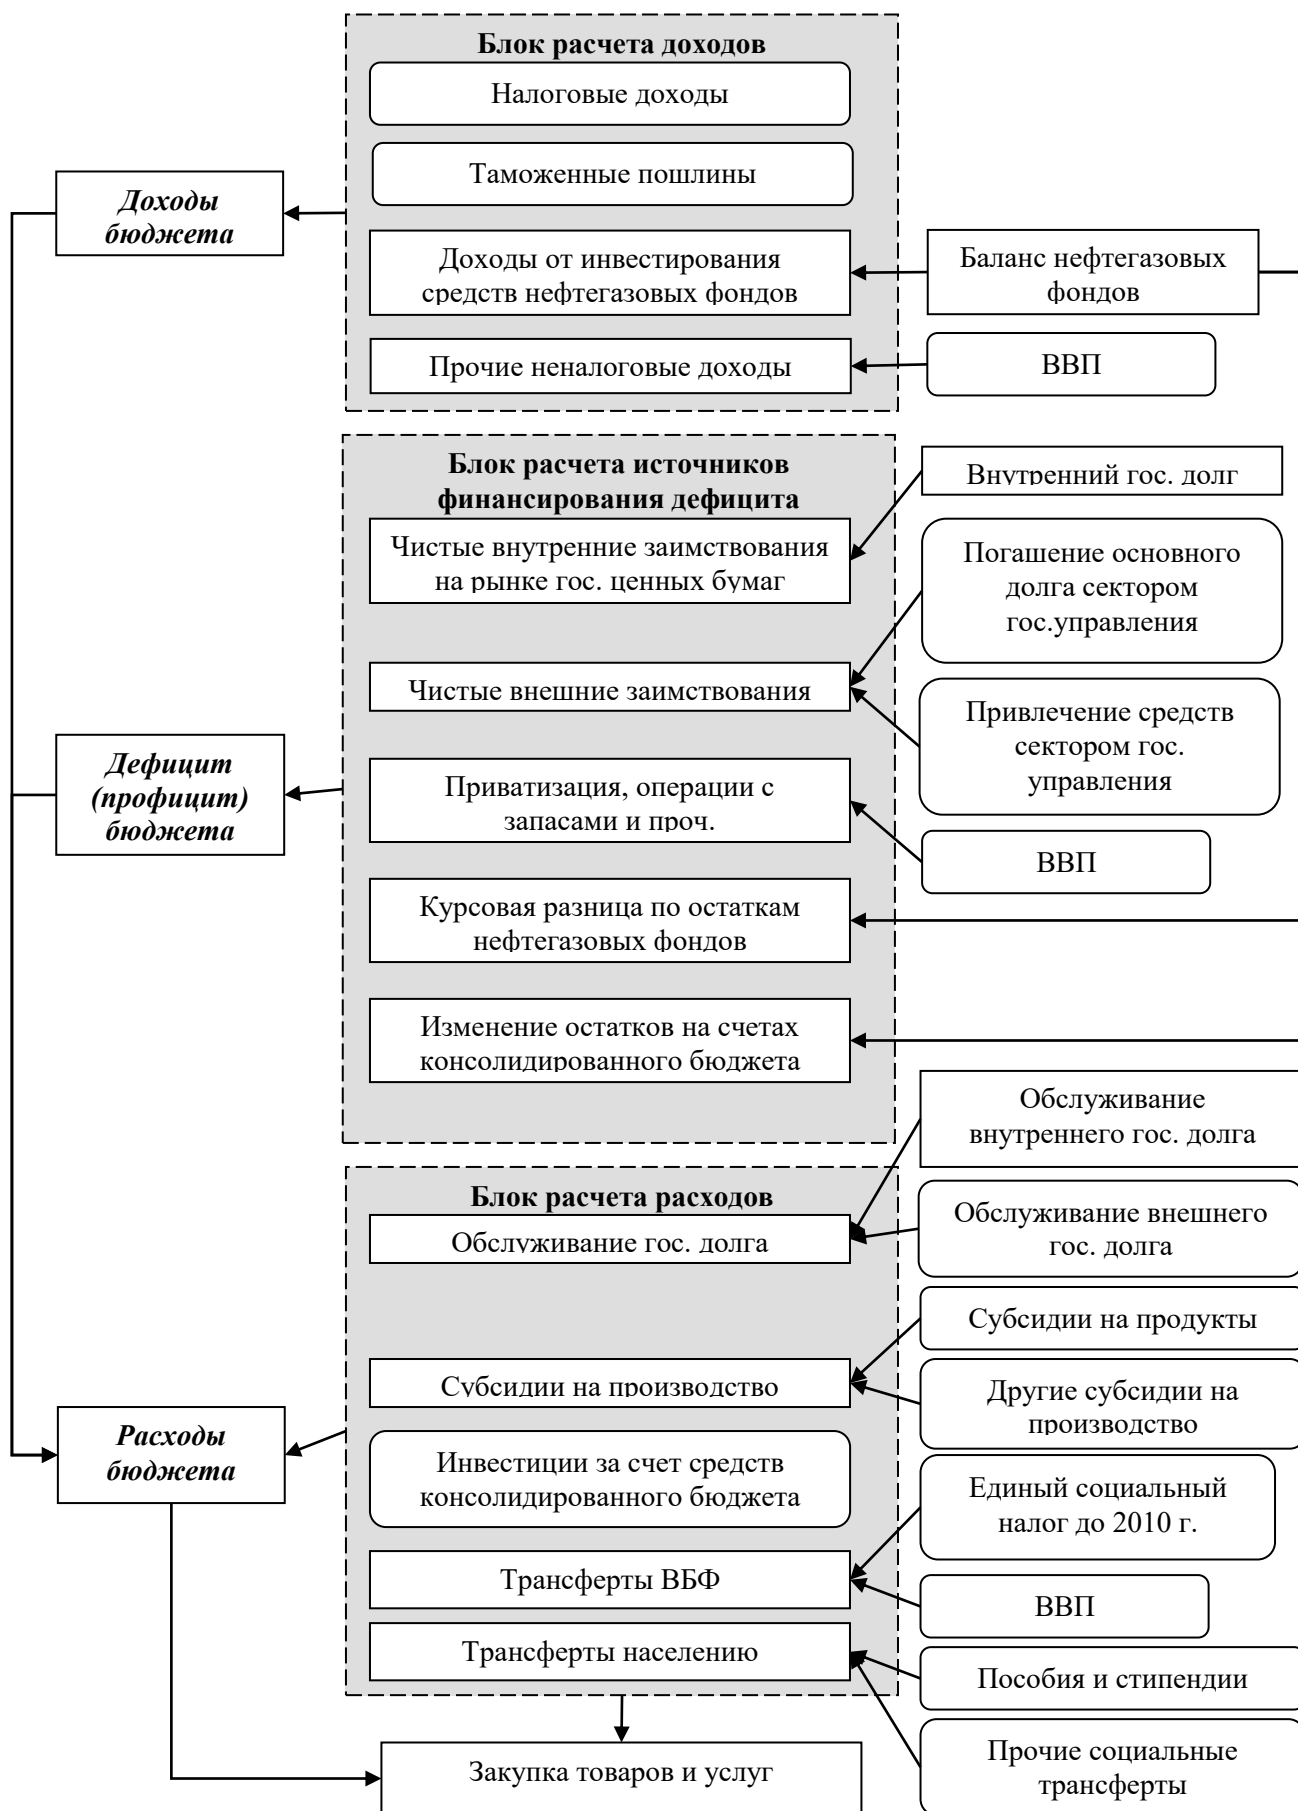 Блок расчета доходов
Налоговые доходы
Таможенные пошлины
Доходы
бюджета
Доходы от инвестирования
средств нефтегазовых фондов
Баланс нефтегазовых
фондов
Прочие неналоговые доходы
ВВП
Блок расчета источников
финансирования дефицита
Внутренний гос. долг
Чистые внутренние заимствования
на рынке гос. ценных бумаг
Погашение основного
долга сектором
гос.управления
Чистые внешние заимствования
Привлечение средств
сектором гос.
управления
Дефицит
(профицит)
бюджета
Приватизация, операции с
запасами и проч.
ВВП
Курсовая разница по остаткам
нефтегазовых фондов
Изменение остатков на счетах
консолидированного бюджета
Обслуживание
внутреннего гос. долга
Блок расчета расходов
Обслуживание гос. долга
Обслуживание внешнего
гос. долга
Субсидии на продукты
Субсидии на производство
Другие субсидии на
производство
Расходы
бюджета
Инвестиции за счет средств
консолидированного бюджета
Единый социальный
налог до 2010 г.
Трансферты ВБФ
ВВП
Трансферты населению
Пособия и стипендии
Прочие социальные
трансферты
Закупка товаров и услуг